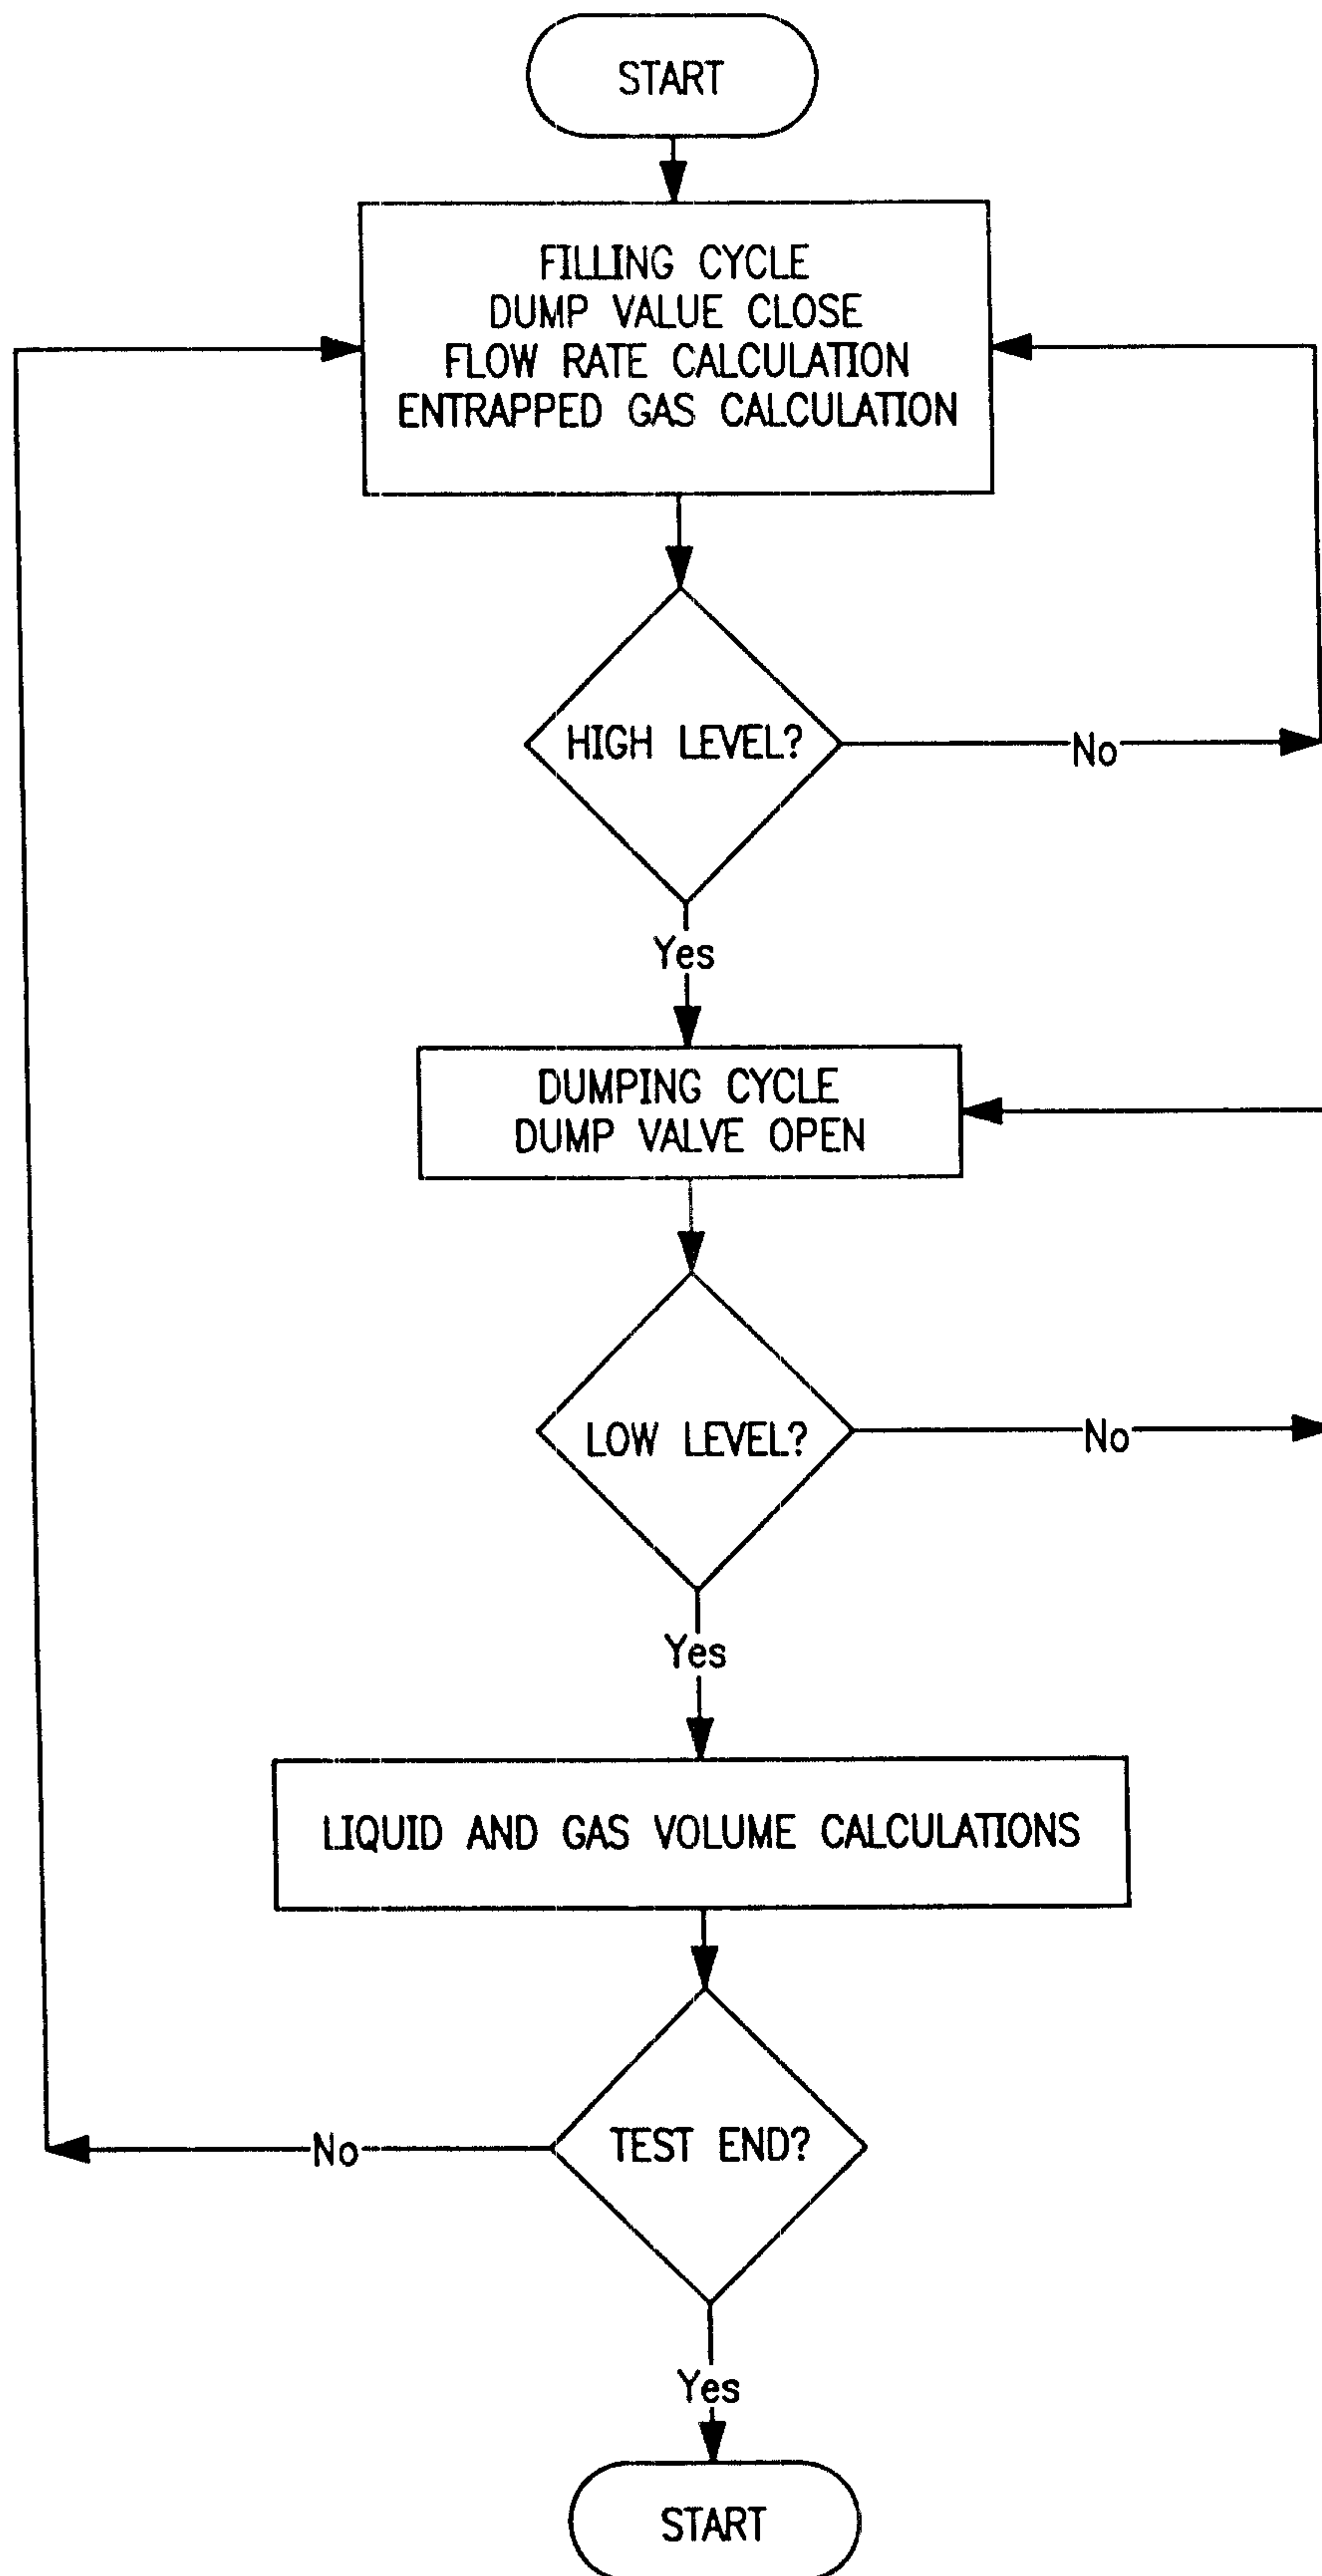 START
FILLING CYCLE
DUMP VALUE CLOSE
FLOW RATE CALCULATION
ENTRAPPED GAS CALCULATION
HIGH LEVEL?
No
Yes
DUMPING CYCLE
DUMP VALVE OPEN
LOW LEVEL?
No
Yes
LIQUID AND GAS VOLUME CALCULATIONS
TEST END?
No
Yes
START